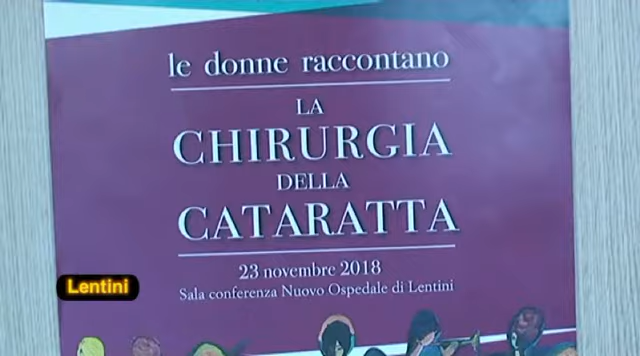 le donne raccontano
LA
CHIRURGIA
DELLA
CATARATTA
23 novembre 2018
Sala conferenza Nuovo Ospedale di Lentini
Lentini